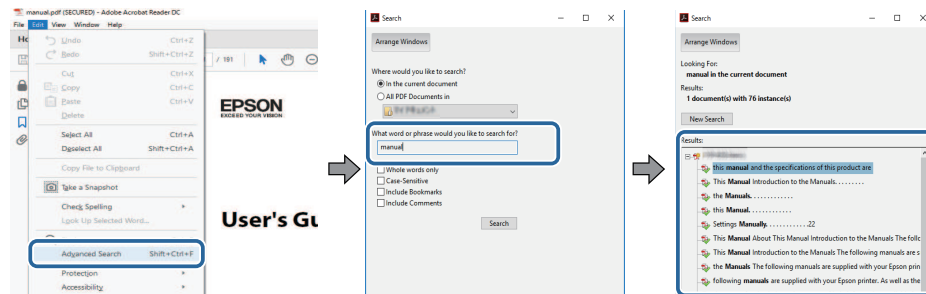 manual.pdf (SECURED) - Adobe Acrobat Reader DC
File Edit View Window Help
Undo Ctrl+Z
Redo Shift+Ctrl+Z
Cut Ctrl+X
Copy Ctrl+C
Paste Ctrl+V
Delete
Select All Ctrl+A
Deselect All Shift+Ctrl+A
Copy File to Clipboard
Take a Snapshot
Check Spelling
Look Up Selected Word...
Advanced Search Shift+Ctrl+F
Protection
Accessibility
/ 191
EPSON
EXCEED YOUR VISION
User's Gu
Search
Arrange Windows
Where would you like to search?
In the current document
All PDF Documents in
What word or phrase would you like to search for?
manual
Whole words only
Case-Sensitive
Include Bookmarks
Include Comments
Search
Search
Arrange Windows
Looking For:
manual in the current document
Results:
1 document(s) with 76 instance(s)
New Search
Results:
this manual and the specifications of this product are
This Manual Introduction to the Manuals.........
the Manuals.............
this Manual.............
Settings Manually.............22
This Manual About This Manual Introduction to the Manuals The follc
This Manual Introduction to the Manuals The following manuals are s
the Manuals The following manuals are supplied with your Epson prin
following manuals are supplied with your Epson printer. As well as the